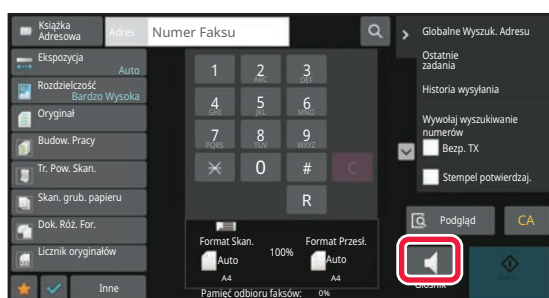 Książka
Adresowa
Adres
Numer Faksu
Globalne Wyszuk. Adresu
Ekspozycja
Auto
Rozdzielczość
Bardzo Wysoka
Oryginał
Budow. Pracy
Tr. Pow. Skan.
Skan. grub. papieru
Dok. Róż. For.
Licznik oryginałów
Inne
1
2
ABC
3
DEF
4
GHI
5
JKL
6
MNO
7
PQRS
8
TUV
9
WXYZ
0
#
C
R
Format Skan.
Auto
A4
100%
Format Przesł.
Auto
A4
Pamięć odbioru faksów: 0%
Ostatnie
zadania
Historia wysyłania
Wywołaj wyszukiwanie
numerów
Bezp. TX
Stempel potwierdzaj.
Podgląd
CA
Głośnik